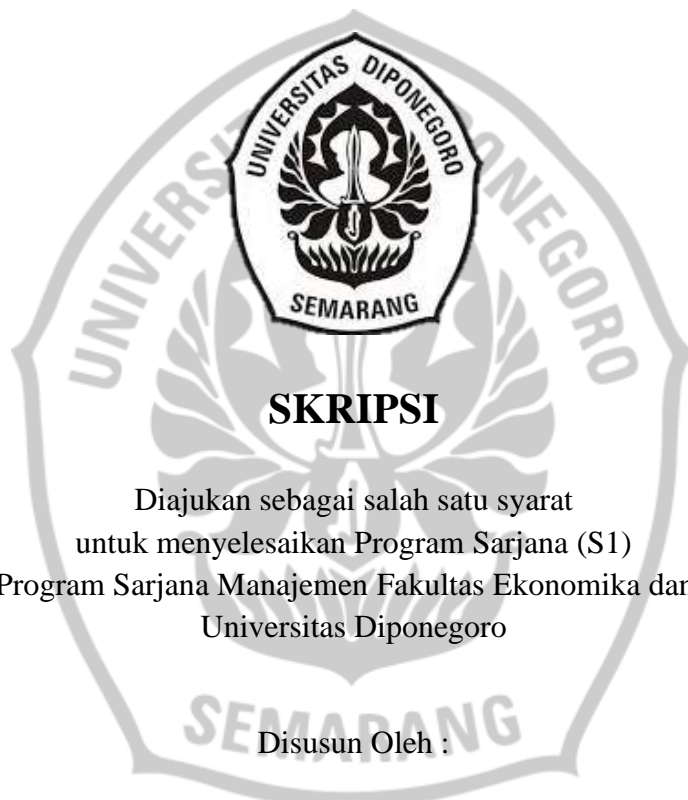 UNIVERSITAS DIPONEGORO
SEMARANG
SKRIPSI
Diajukan sebagai salah satu syarat
untuk menyelesaikan Program Sarjana (S1)
Program Sarjana Manajemen Fakultas Ekonomika dan
Universitas Diponegoro
SEMARANG
Disusun Oleh :